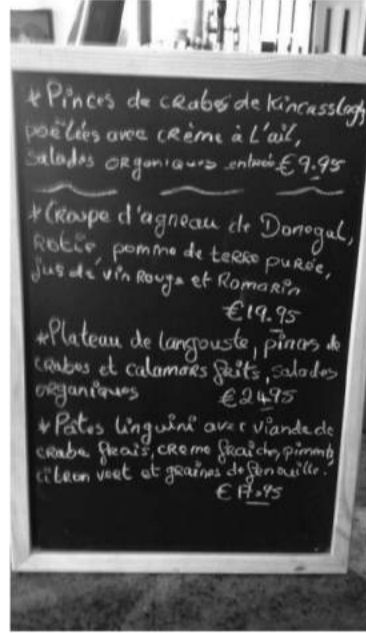 * Pinces de crabes de Kincasslagh,
poêlées avec crème à L'ail,
salades organiques entrée €9.95
* Croupe d'agneau de Donegal,
Rotie, pomme de terre purée,
jus de vin Rouge et Romarin
€19.95
* Plateau de langouste, pinces de
crabes et calamars frits, salades
organiques €24.95
* Pates linguini avec viande de
crabe frais, creme fraiche, piments,
citron vert et graines de fenouille.
€17.95